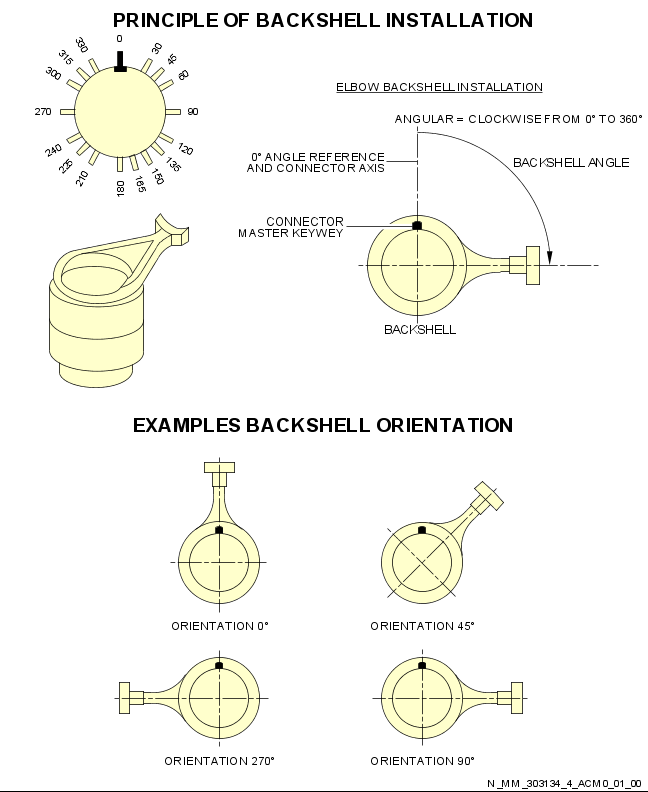 PRINCIPLE OF BACKSHELL INSTALLATION
0
30
45
60
90
120
135
150
165
180
210
225
240
270
300
315
330
ELBOW BACKSHELL INSTALLATION
ANGULAR = CLOCKWISE FROM 0° TO 360°
0° ANGLE REFERENCE
AND CONNECTOR AXIS
BACKSHELL ANGLE
CONNECTOR
MASTER KEYWEY
BACKSHELL
EXAMPLES BACKSHELL ORIENTATION
ORIENTATION 0°
ORIENTATION 45°
ORIENTATION 270°
ORIENTATION 90°
N_MM_303134_4_ACM0_01_00